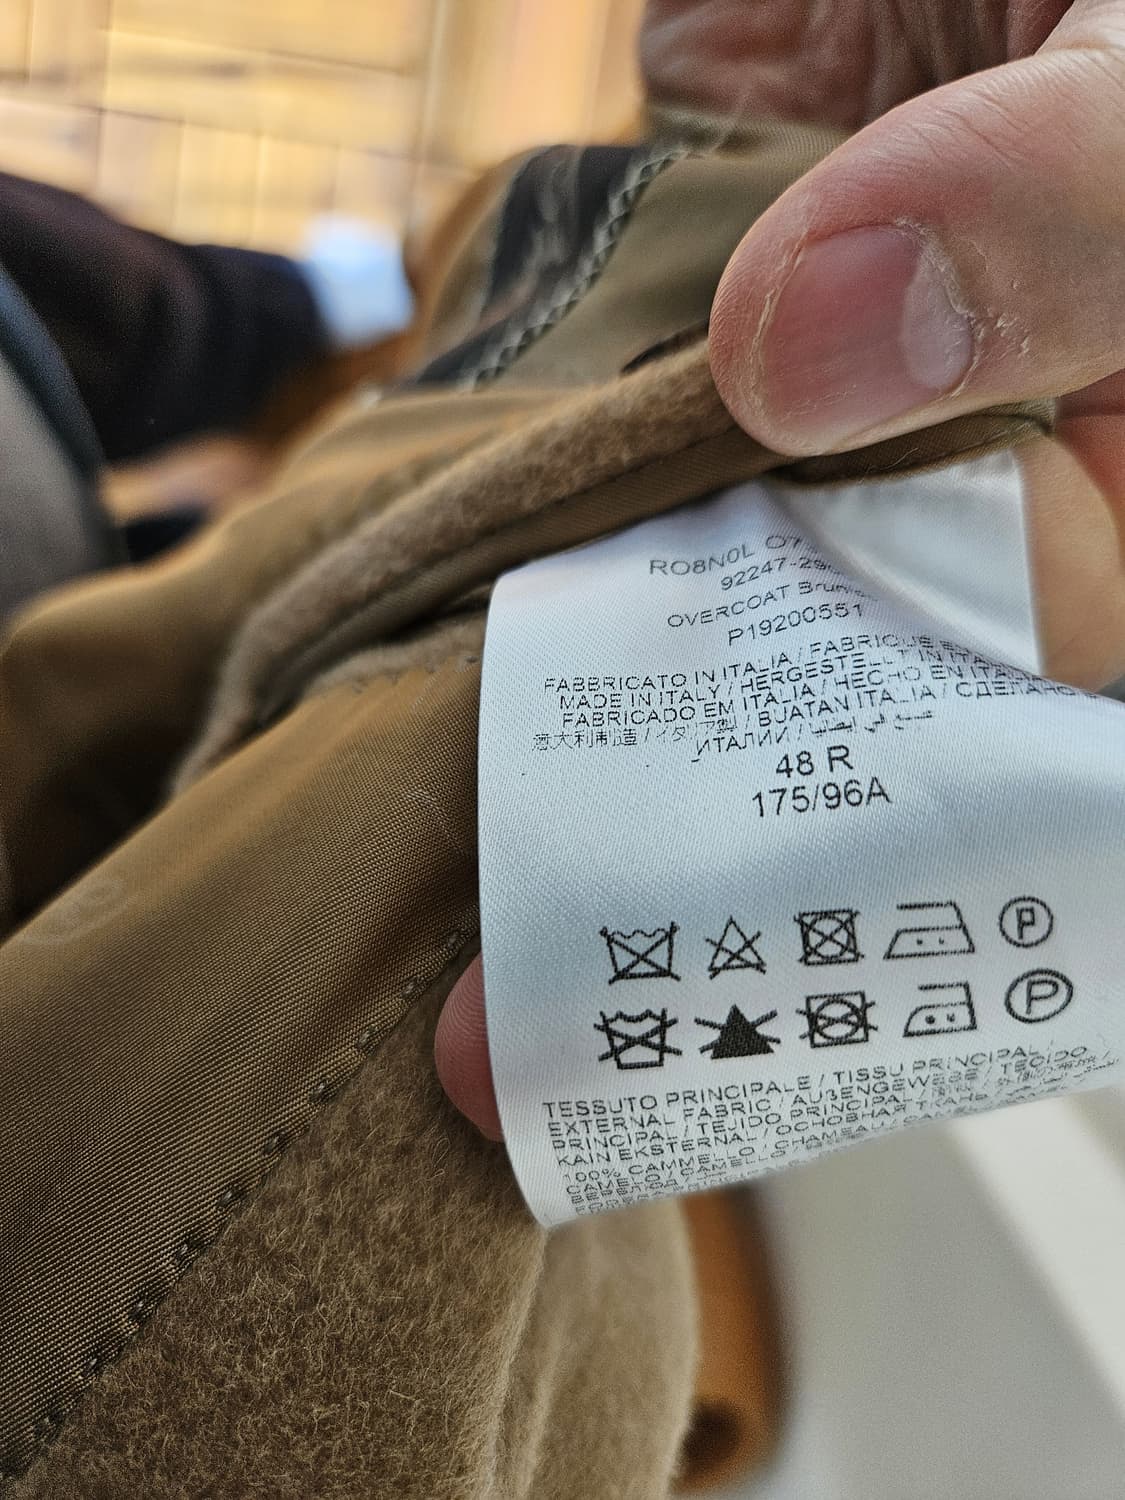 RO8N0L
92247-
OVERCOAT
P19200551
FABBRICATO IN ITALIA / FABRIQUÉ
MADE IN ITALY / HERGESTELLT IN
FABRICADO EM ITALIA / HECHO EN ITALIA
意大利制造 / イタリア製 / BUATAN ITALIA / СДЕЛАНО
ИТАЛИИ /
48 R
175/96A
P
P
TESSUTO PRINCIPALE / TISSU PRINCIPAL /
EXTERNAL FABRIC / AUßENGEWEBE / TECIDO
PRINCIPAL / TEJIDO PRINCIPAL /
KAIN EKSTERNAL /
100% CAMMELLO / CHAMEAU /